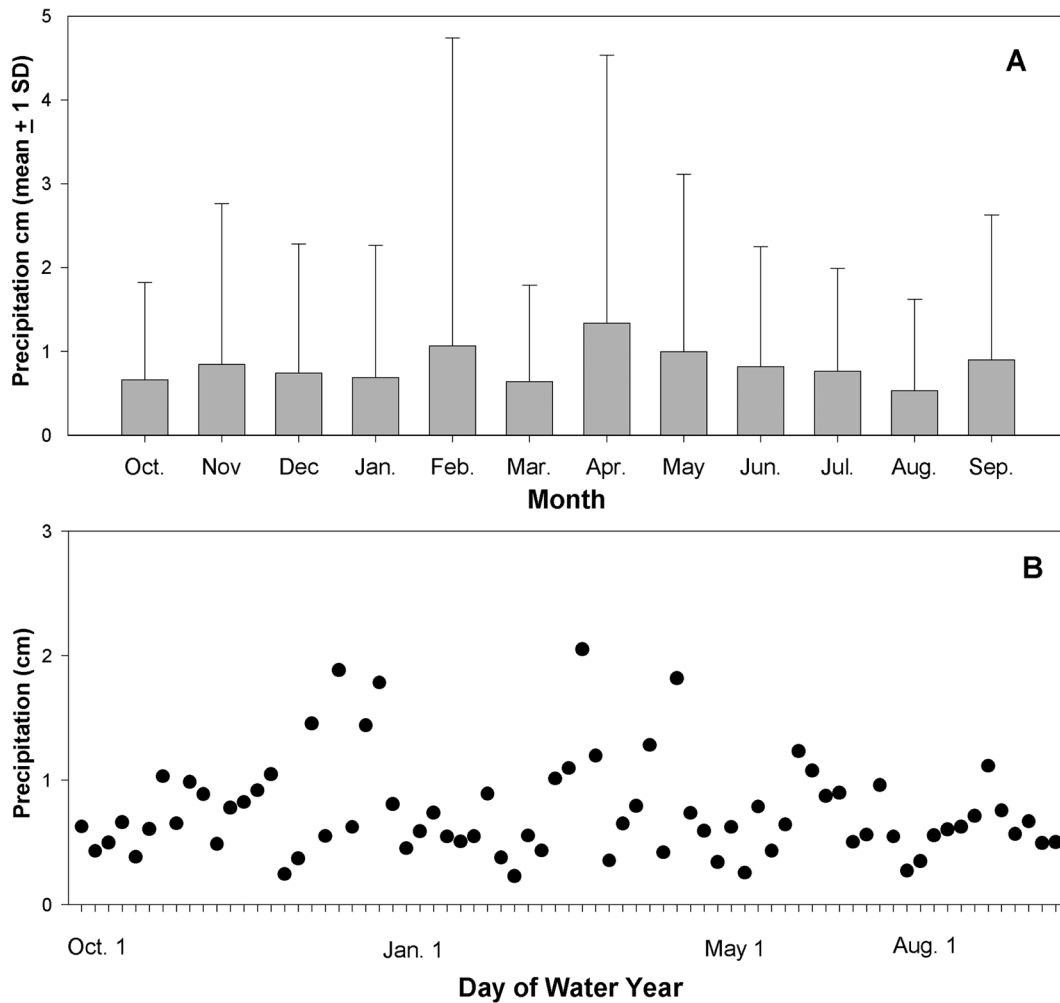 5
A
4
3
2
1
0
Precipitation cm (mean ± 1 SD)
Oct. Nov Dec Jan. Feb. Mar. Apr. May Jun. Jul. Aug. Sep.
Month
3
B
2
1
0
Precipitation (cm)
Oct. 1 Jan. 1 May 1 Aug. 1
Day of Water Year